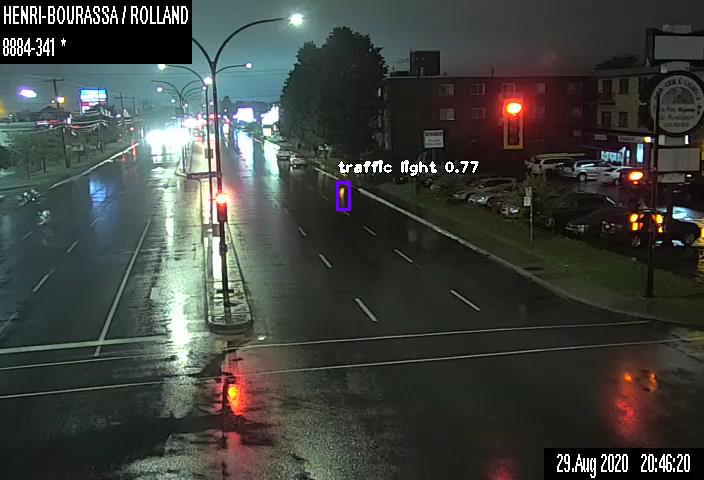 HENRI-BOURASSA / ROLLAND
8884-341 *
traffic light 0.77
29.Aug 2020 20:46:20